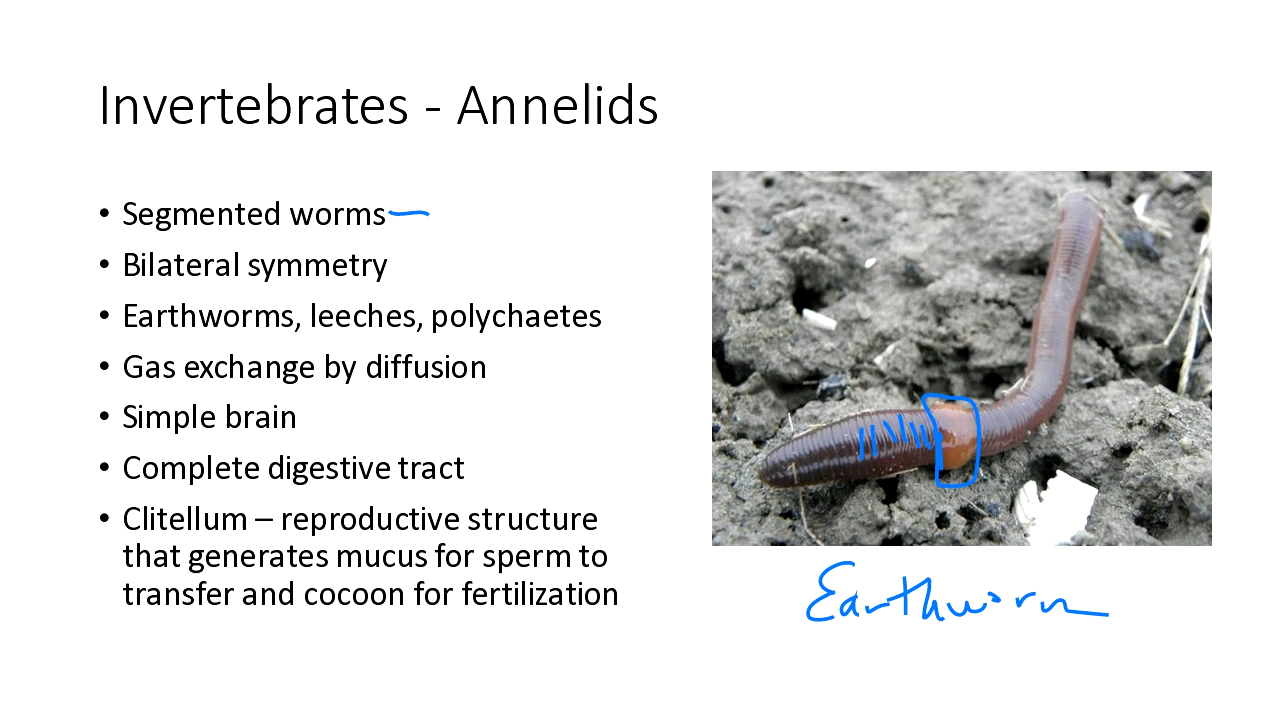 Invertebrates - Annelids
• Segmented worms
• Bilateral symmetry
• Earthworms, leeches, polychaetes
• Gas exchange by diffusion
• Simple brain
• Complete digestive tract
• Clitellum – reproductive structure
that generates mucus for sperm to
transfer and cocoon for fertilization
Earthworm